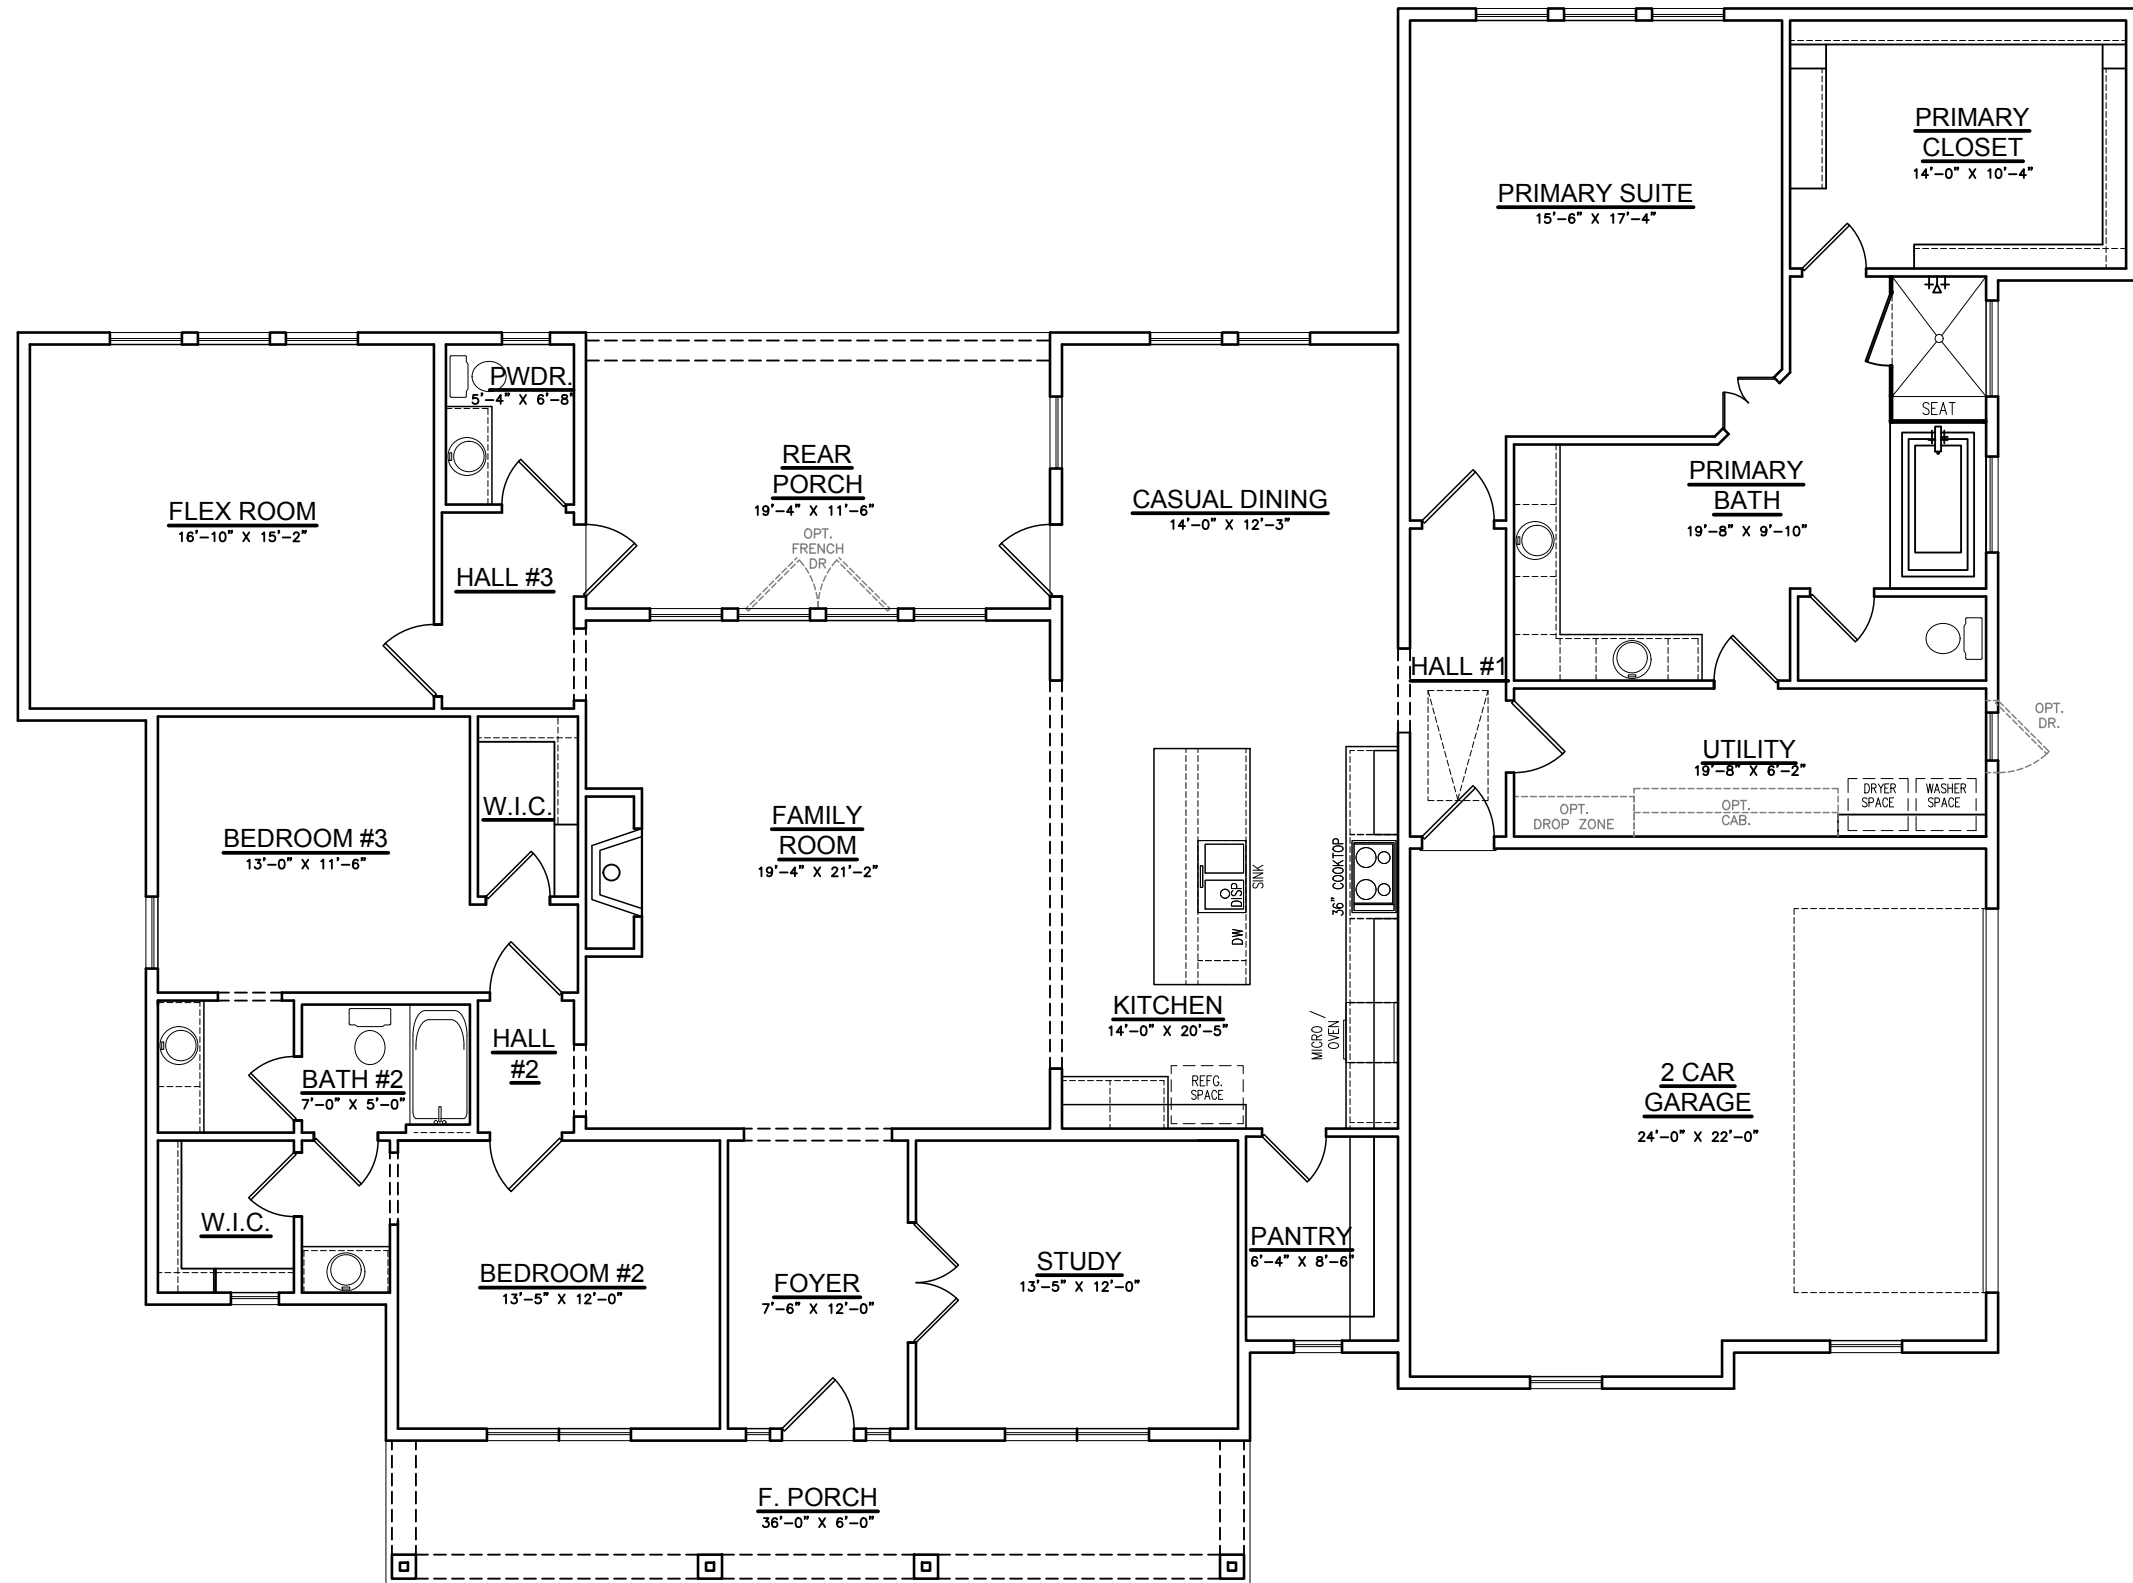 PRIMARY SUITE
15'-6" X 17'-4"
PRIMARY
CLOSET
14'-0" X 10'-4"
FLEX ROOM
16'-10" X 15'-2"
PWDR.
5'-4" X 6'-8"
HALL #3
REAR
PORCH
19'-4" X 11'-6"
OPT.
FRENCH
DR.
CASUAL DINING
14'-0" X 12'-3"
SEAT
PRIMARY
BATH
19'-8" X 9'-10"
HALL #1
UTILITY
19'-8" X 6'-2"
OPT.
DR.
OPT.
DROP ZONE
OPT.
CAB.
DRYER
SPACE
WASHER
SPACE
BEDROOM #3
13'-0" X 11'-6"
W.I.C.
FAMILY
ROOM
19'-4" X 21'-2"
SINK
DISP
DW
36" COOKTOP
MICRO /
OVEN
KITCHEN
14'-0" X 20'-5"
REFG.
SPACE
HALL
#2
BATH #2
7'-0" X 5'-0"
2 CAR
GARAGE
24'-0" X 22'-0"
W.I.C.
BEDROOM #2
13'-5" X 12'-0"
FOYER
7'-6" X 12'-0"
STUDY
13'-5" X 12'-0"
PANTRY
6'-4" X 8'-6"
F. PORCH
36'-0" X 6'-0"